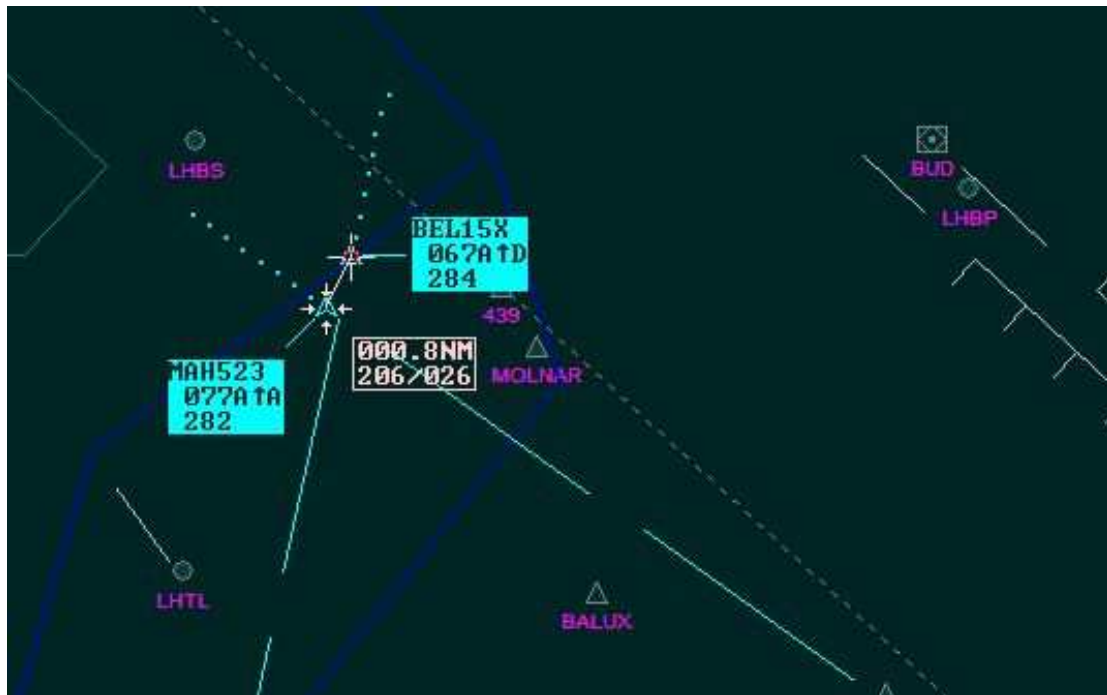 LHBS
BUD
LHBP
BEL15X
067A↑D
284
439
000.8NM
206/026
MOLNAR
MAH523
077A↑A
282
LHTL
BALUX